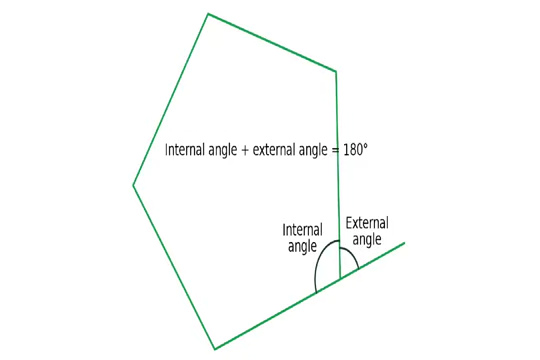 Internal angle + external angle = 180°
Internal
angle
External
angle